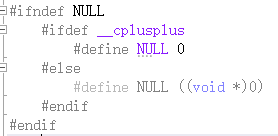 #ifndef NULL
#ifdef __cplusplus
#define NULL 0
#else
#define NULL ((void *)0)
#endif
#endif